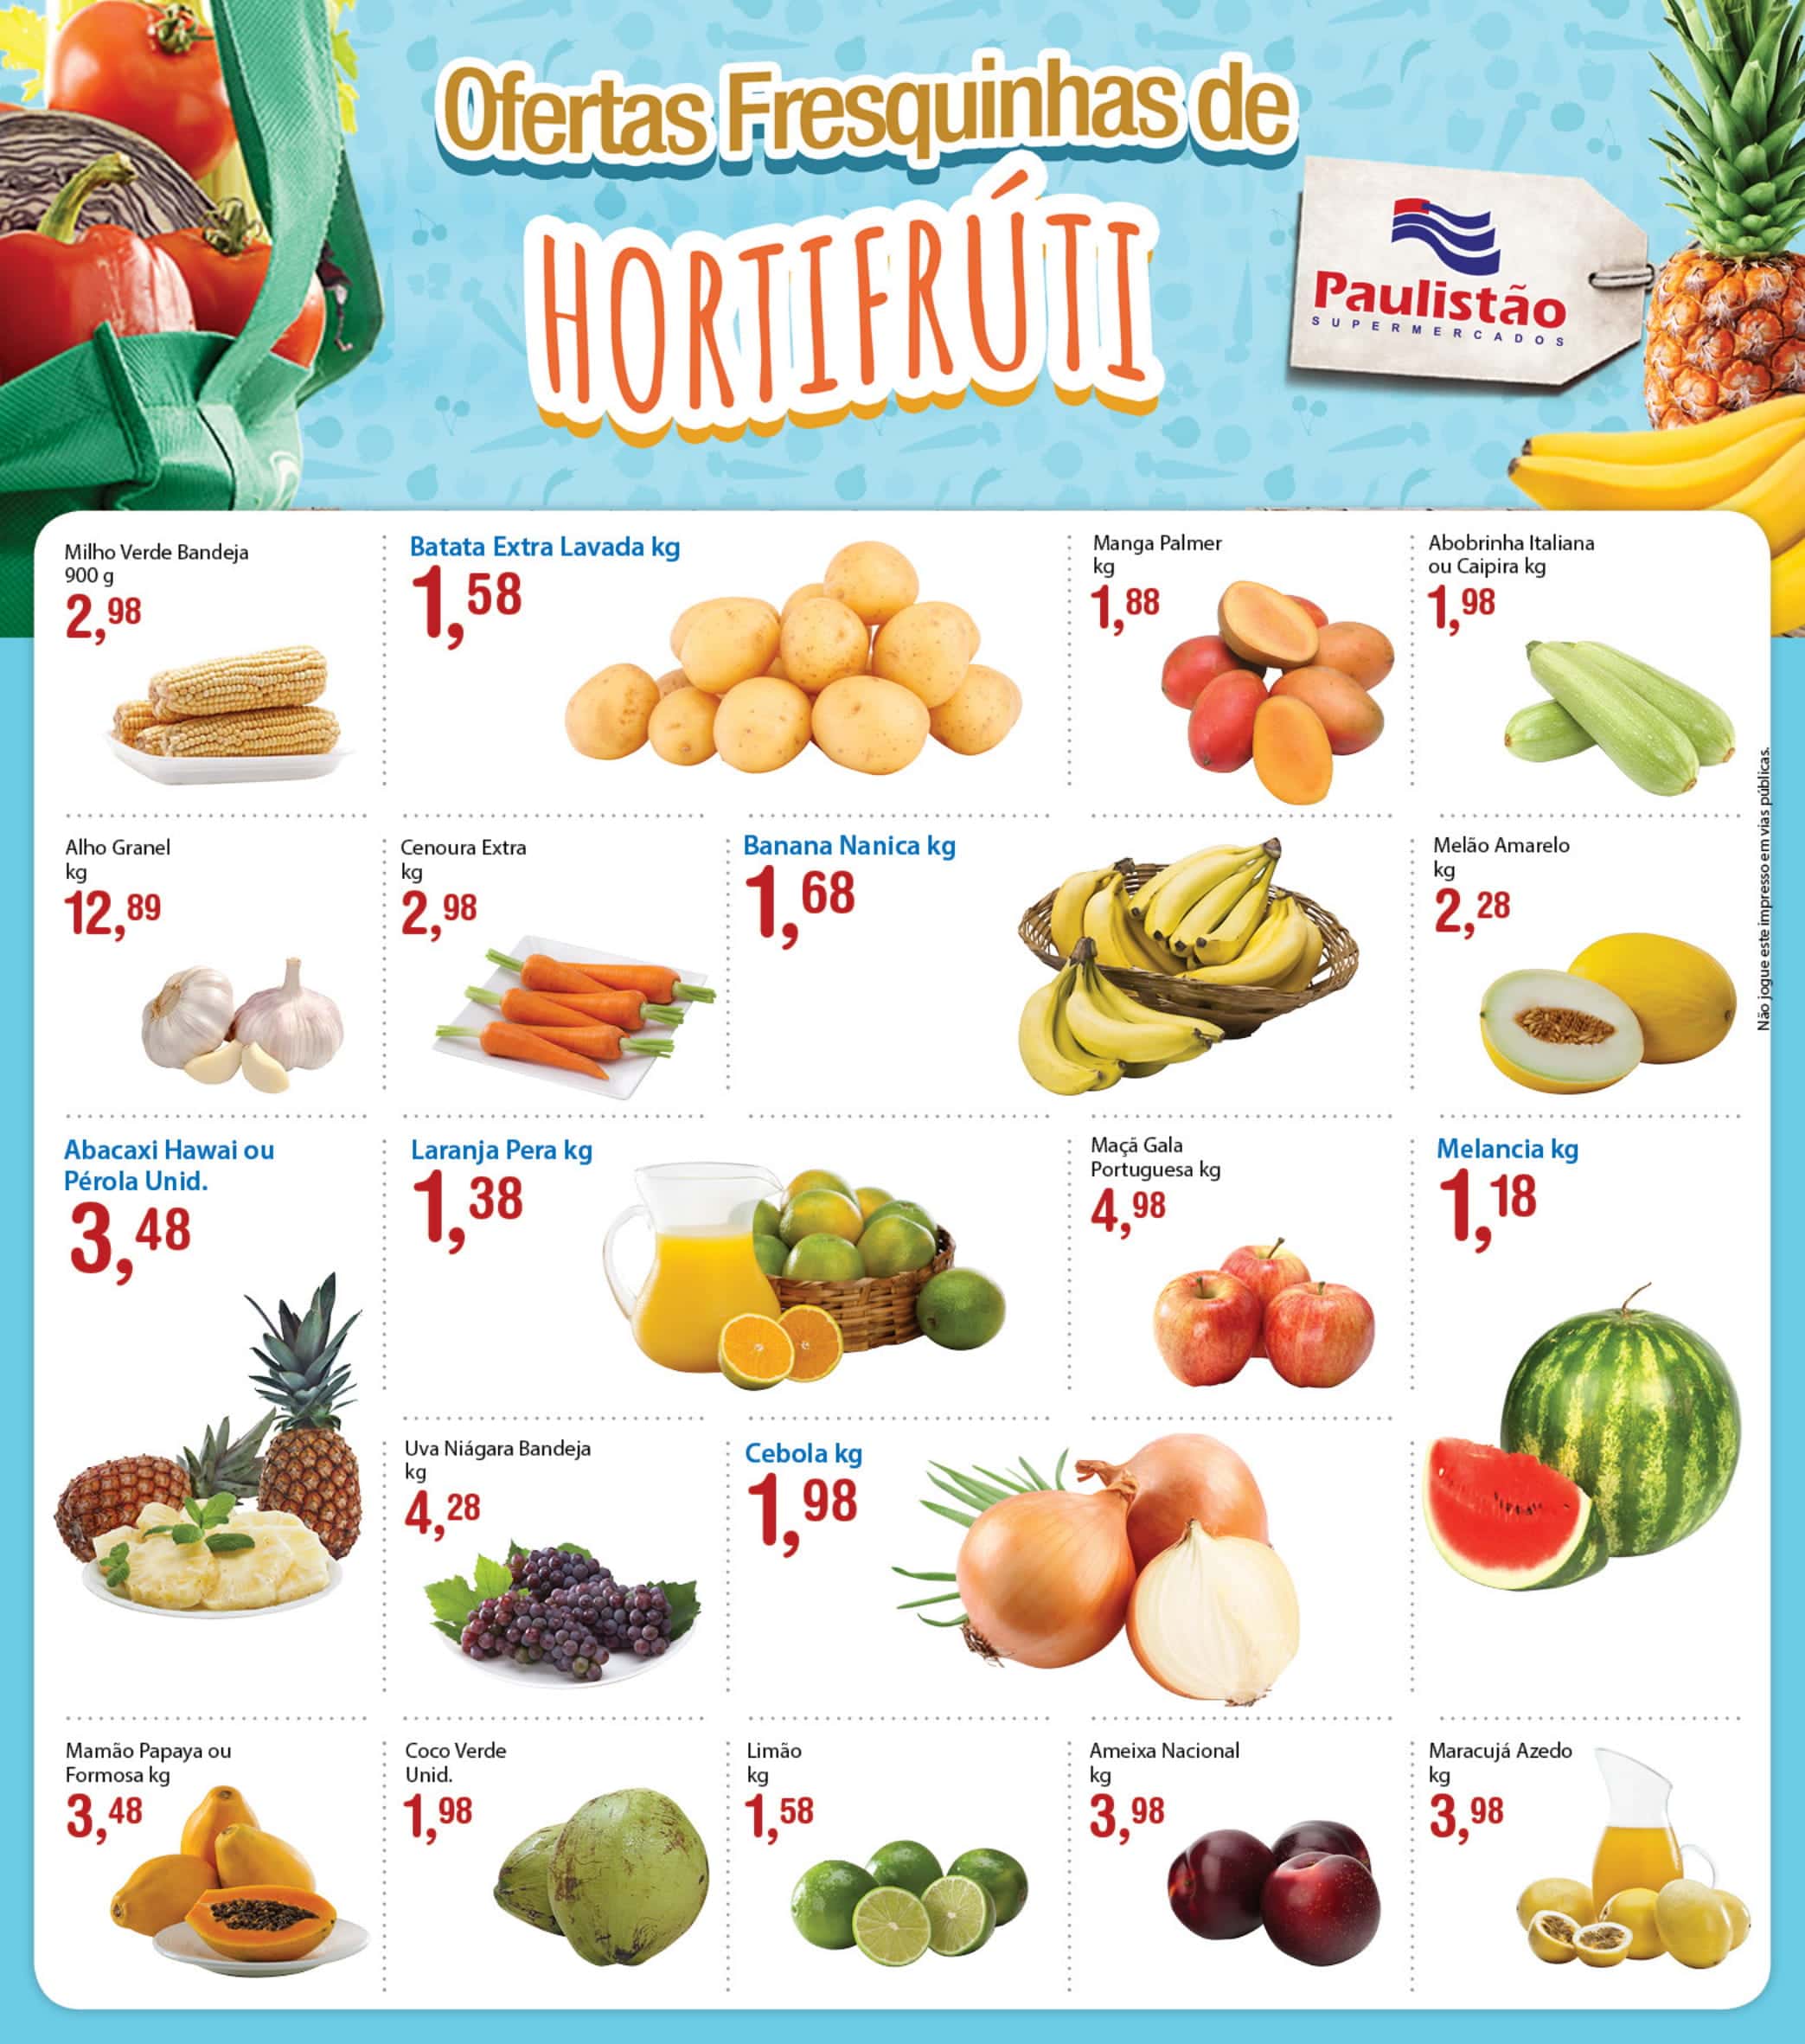 Ofertas Fresquinhas de
HORTIFRÚTI
Paulistão
SUPERMERCADOS
Milho Verde Bandeja
900 g
2,98
Batata Extra Lavada kg
1,58
Manga Palmer
kg
1,88
Abobrinha Italiana
ou Caipira kg
1,98
Alho Granel
kg
12,89
Cenoura Extra
kg
2,98
Banana Nanica kg
1,68
Melão Amarelo
kg
2,28
Não jogue este impresso em vias públicas.
Abacaxi Hawai ou
Pérola Unid.
3,48
Laranja Pera kg
1,38
Maçã Gala
Portuguesa kg
4,98
Melancia kg
1,18
Uva Niágara Bandeja
kg
4,28
Cebola kg
1,98
Mamão Papaya ou
Formosa kg
3,48
Coco Verde
Unid.
1,98
Limão
kg
1,58
Ameixa Nacional
kg
3,98
Maracujá Azedo
kg
3,98